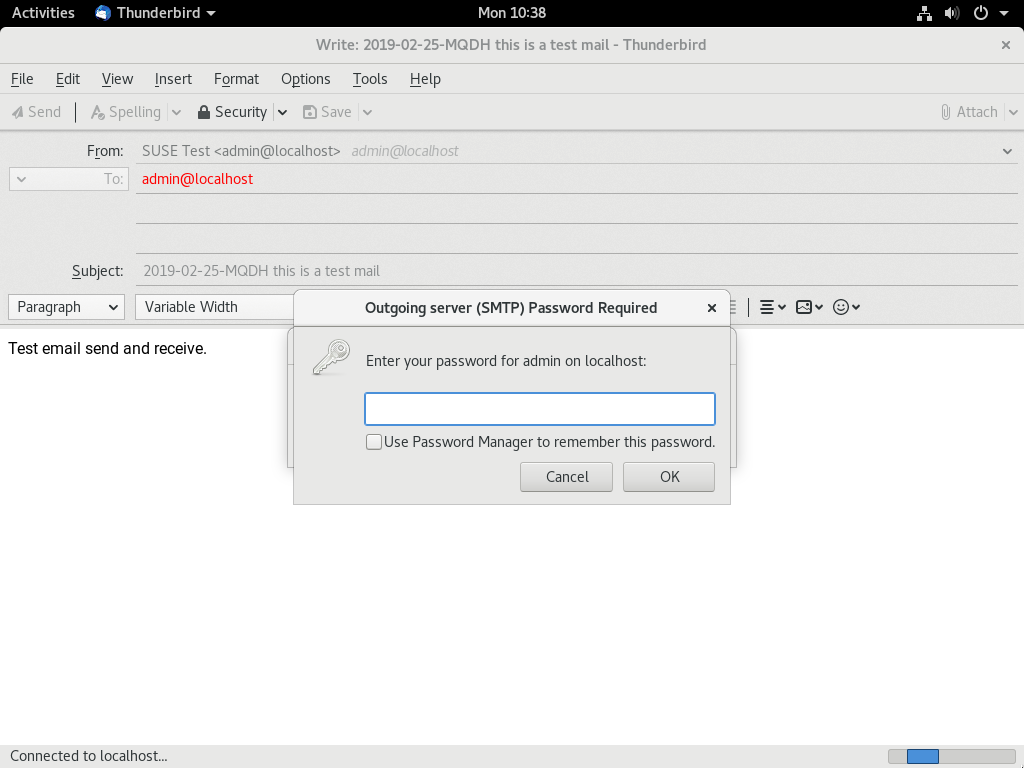 Activities Thunderbird Mon 10:38
Write: 2019-02-25-MQDH this is a test mail - Thunderbird
File Edit View Insert Format Options Tools Help
Send Spelling Security Save Attach
From: SUSE Test <admin@localhost> admin@localhost
To: admin@localhost
Subject: 2019-02-25-MQDH this is a test mail
Paragraph Variable Width
Outgoing server (SMTP) Password Required
Test email send and receive.
Enter your password for admin on localhost:
Use Password Manager to remember this password.
Cancel OK
Connected to localhost...